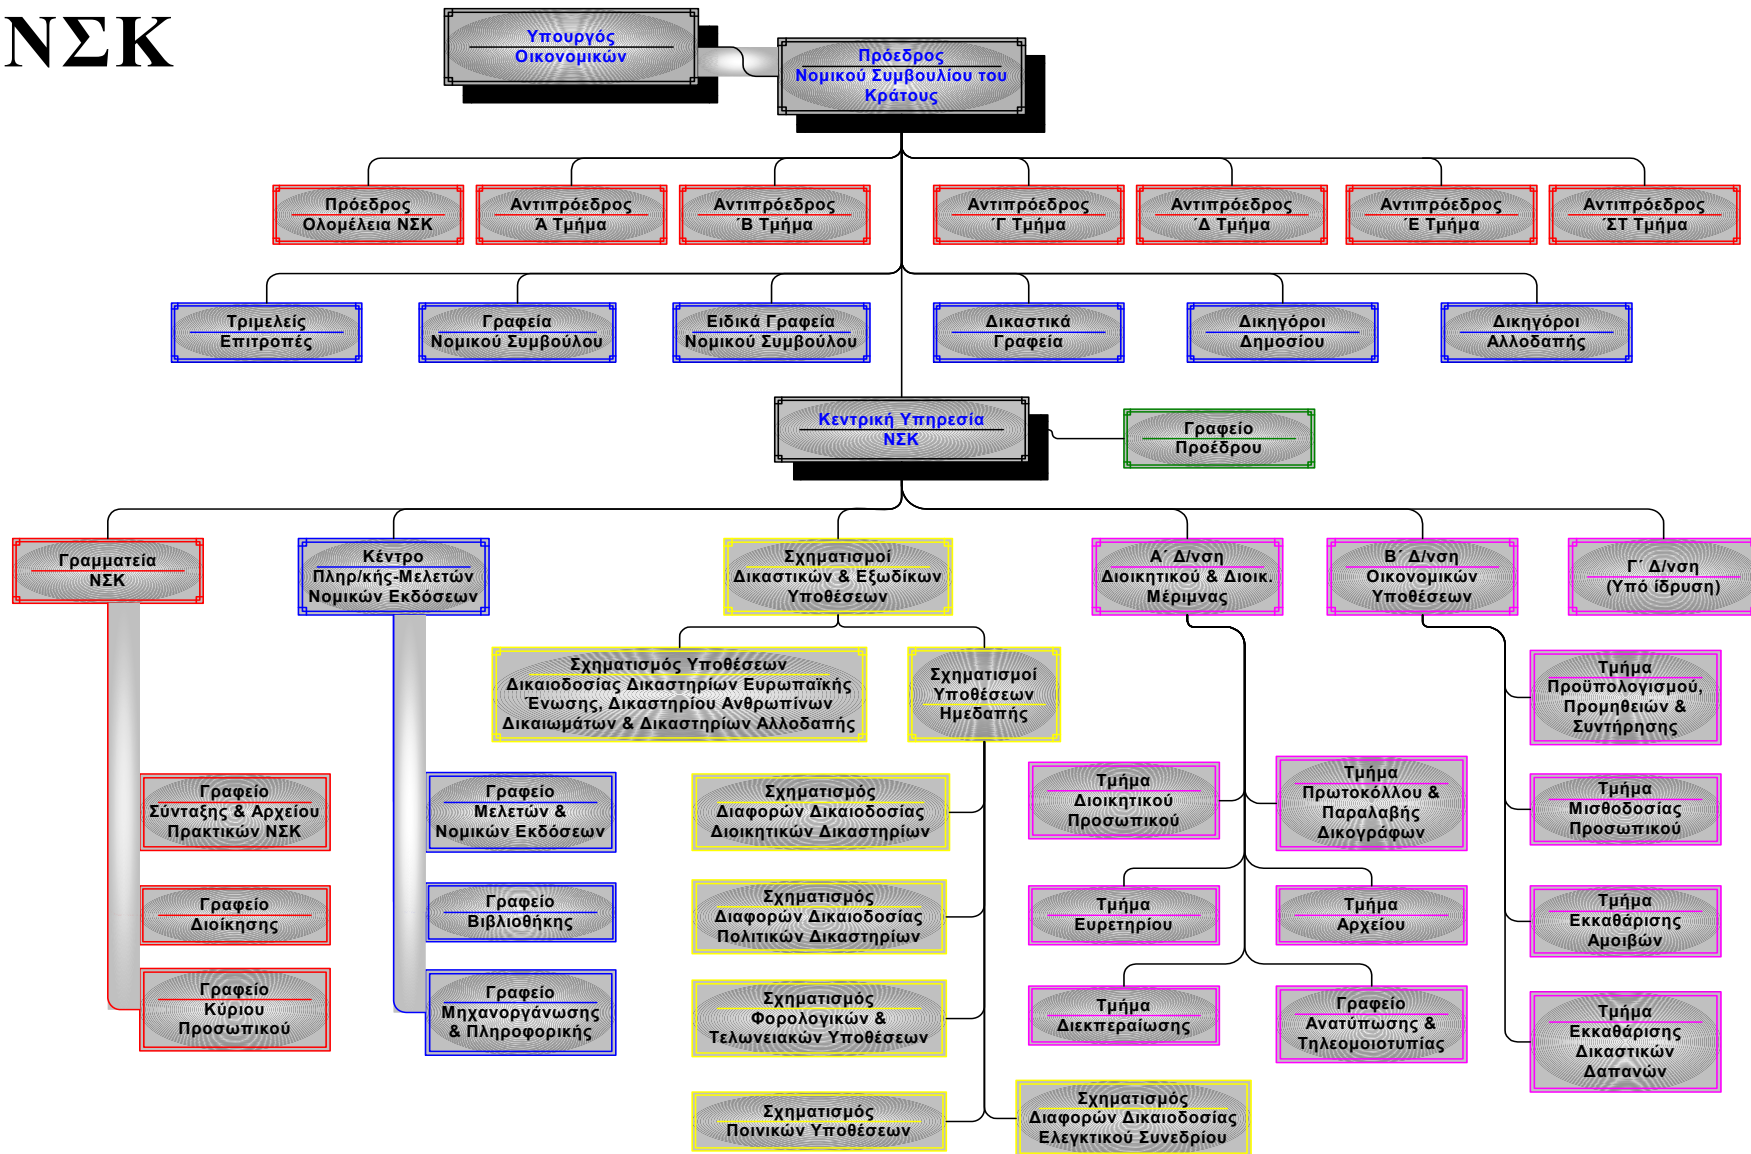 ΝΣΚ
Υπουργός
Οικονομικών
Πρόεδρος
Νομικού Συμβουλίου του
Κράτους
Πρόεδρος
Ολομέλεια ΝΣΚ
Αντιπρόεδρος
Ά Τμήμα
Αντιπρόεδρος
΄Β Τμήμα
Αντιπρόεδρος
΄Γ Τμήμα
Αντιπρόεδρος
΄Δ Τμήμα
Αντιπρόεδρος
΄Ε Τμήμα
Αντιπρόεδρος
΄ΣΤ Τμήμα
Τριμελείς
Επιτροπές
Γραφεία
Νομικού Συμβούλου
Ειδικά Γραφεία
Νομικού Συμβούλου
Δικαστικά
Γραφεία
Δικηγόροι
Δημοσίου
Δικηγόροι
Αλλοδαπής
Κεντρική Υπηρεσία
ΝΣΚ
Γραφείο
Προέδρου
Γραμματεία
ΝΣΚ
Κέντρο
Πληρ/κής-Μελετών
Νομικών Εκδόσεων
Σχηματισμοί
Δικαστικών & Εξωδίκων
Υποθέσεων
Α΄ Δ/νση
Διοικητικού & Διοικ.
Μέριμνας
Β΄ Δ/νση
Οικονομικών
Υποθέσεων
Γ΄ Δ/νση
(Υπό ίδρυση)
Σχηματισμός Υποθέσεων
Δικαιοδοσίας Δικαστηρίων Ευρωπαϊκής
Ένωσης, Δικαστηρίου Ανθρωπίνων
Δικαιωμάτων & Δικαστηρίων Αλλοδαπής
Σχηματισμοί
Υποθέσεων
Ημεδαπής
Τμήμα
Προϋπολογισμού,
Προμηθειών &
Συντήρησης
Γραφείο
Σύνταξης & Αρχείου
Πρακτικών ΝΣΚ
Γραφείο
Μελετών &
Νομικών Εκδόσεων
Σχηματισμός
Διαφορών Δικαιοδοσίας
Διοικητικών Δικαστηρίων
Τμήμα
Διοικητικού
Προσωπικού
Τμήμα
Πρωτοκόλλου &
Παραλαβής
Δικογράφων
Τμήμα
Μισθοδοσίας
Προσωπικού
Γραφείο
Διοίκησης
Γραφείο
Βιβλιοθήκης
Σχηματισμός
Διαφορών Δικαιοδοσίας
Πολιτικών Δικαστηρίων
Τμήμα
Ευρετηρίου
Τμήμα
Αρχείου
Τμήμα
Εκκαθάρισης
Αμοιβών
Γραφείο
Κύριου
Προσωπικού
Γραφείο
Μηχανοργάνωσης
& Πληροφορικής
Σχηματισμός
Φορολογικών &
Τελωνειακών Υποθέσεων
Τμήμα
Διεκπεραίωσης
Γραφείο
Ανατύπωσης &
Τηλεομοιοτυπίας
Τμήμα
Εκκαθάρισης
Δικαστικών
Δαπανών
Σχηματισμός
Ποινικών Υποθέσεων
Σχηματισμός
Διαφορών Δικαιοδοσίας
Ελεγκτικού Συνεδρίου